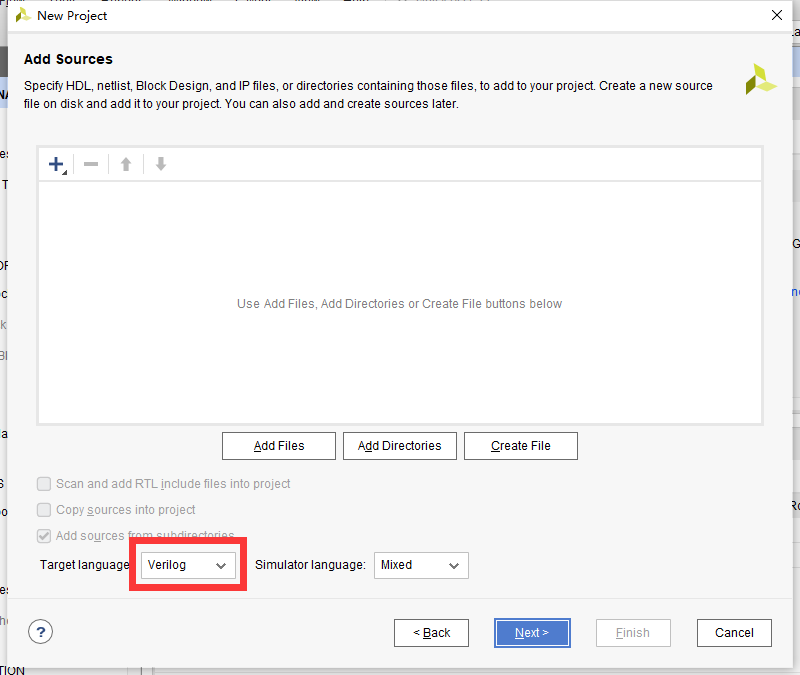 New Project
Add Sources
Specify HDL, netlist, Block Design, and IP files, or directories containing those files, to add to your project. Create a new source
file on disk and add it to your project. You can also add and create sources later.
Use Add Files, Add Directories or Create File buttons below
Add Files
Add Directories
Create File
Scan and add RTL include files into project
Copy sources into project
Add sources from subdirectories
Target language
Verilog
Simulator language:
Mixed
?
< Back
Next >
Finish
Cancel